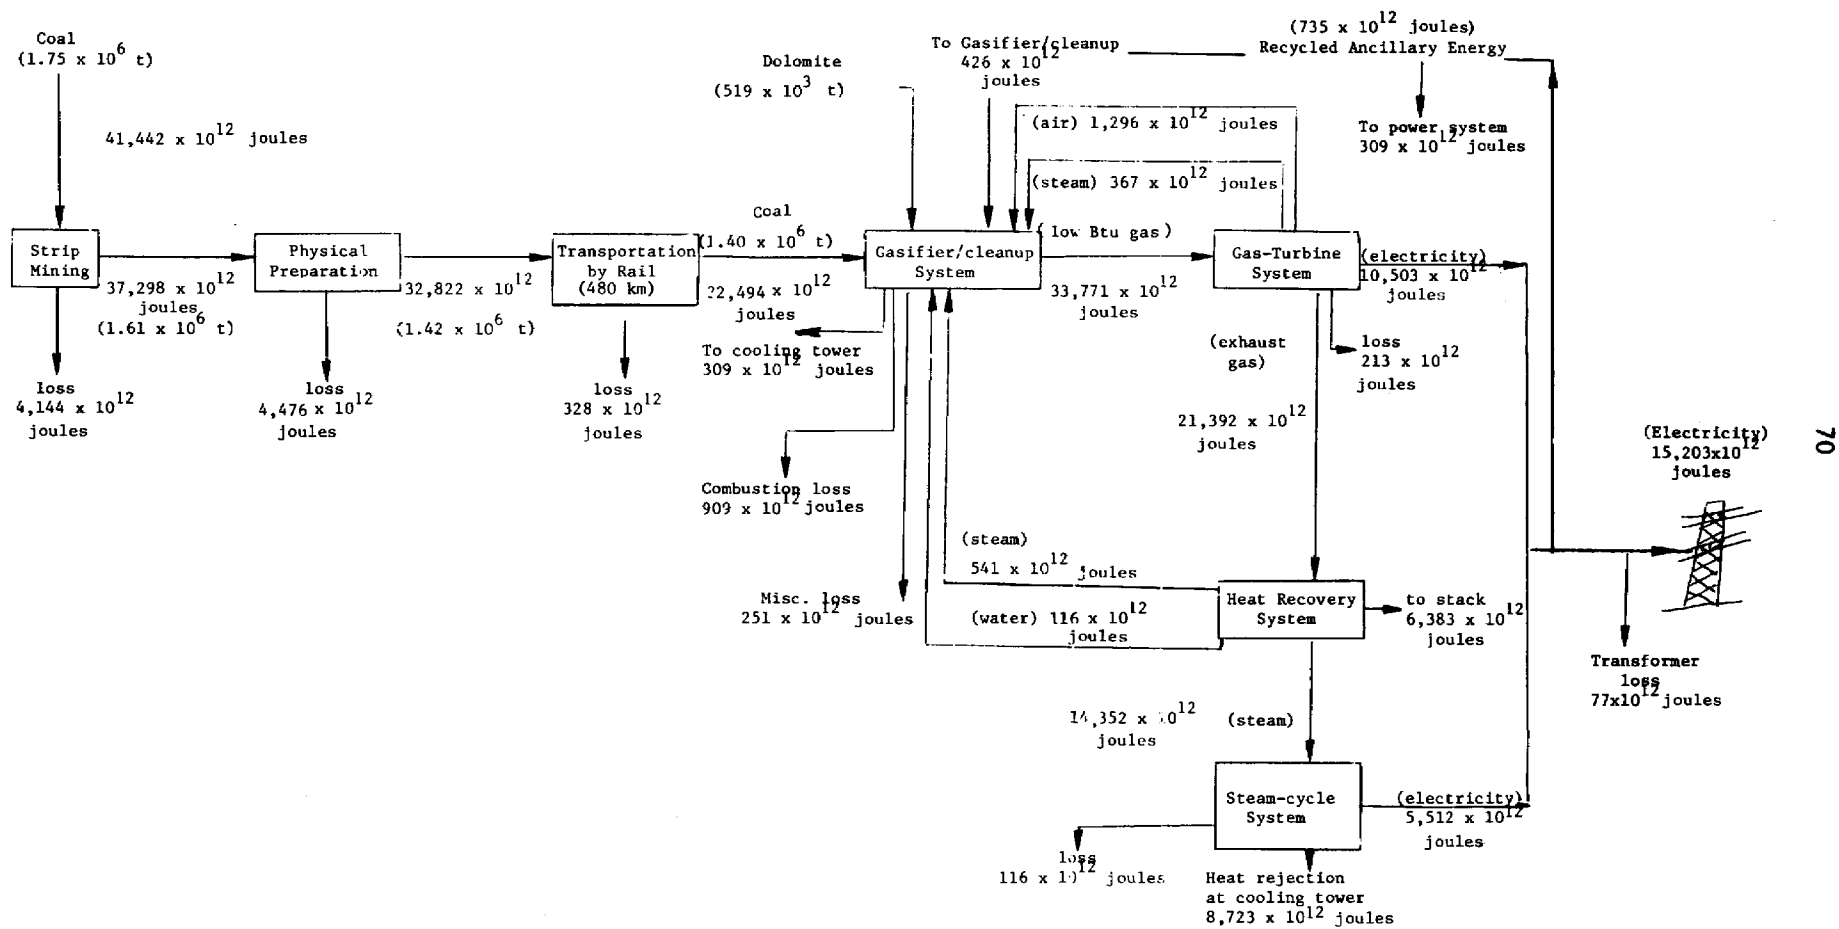 Coal
(1.75 x 10^6 t)
41,442 x 10^12 joules
Strip
Mining
37,298 x 10^12
joules
(1.61 x 10^6 t)
loss
4,144 x 10^12
joules
Physical
Preparation
32,822 x 10^12
(1.42 x 10^6 t)
loss
4,476 x 10^12
joules
Transportation
by Rail
(480 km)
loss
328 x 10^12
joules
Coal
(1.40 x 10^6 t)
22,494 x 10^12
joules
Dolomite
(519 x 10^3 t)
To Gasifier/cleanup
426 x 10^12
joules
(735 x 10^12 joules)
Recycled Ancillary Energy
To power system
309 x 10^12 joules
(air) 1,296 x 10^12 joules
(steam) 367 x 10^12 joules
Gasifier/cleanup
System
(low Btu gas)
33,771 x 10^12
joules
To cooling tower
309 x 10^12 joules
Combustion loss
909 x 10^12 joules
Misc. loss
251 x 10^12 joules
Gas-Turbine
System
(electricity)
10,503 x 10^12
joules
loss
213 x 10^12
joules
(exhaust
gas)
21,392 x 10^12
joules
(steam)
541 x 10^12 joules
(water) 116 x 10^12
joules
Heat Recovery
System
to stack
6,383 x 10^12
joules
14,352 x 10^12
joules
(steam)
Steam-cycle
System
(electricity)
5,512 x 10^12
joules
loss
116 x 10^12 joules
Heat rejection
at cooling tower
8,723 x 10^12 joules
(Electricity)
15,203x10^12
joules
Transformer
loss
77x10^12 joules
70